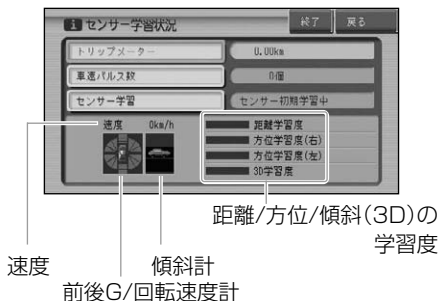 センサー学習状況
終了 戻る
トリップメーター 0.00km
車速パルス数 0個
センサー学習 センサー初期学習中
速度 0km/h
距離学習度
方位学習度(右)
方位学習度(左)
3D学習度
距離/方位/傾斜(3D)の
学習度
速度 傾斜計
前後G/回転速度計